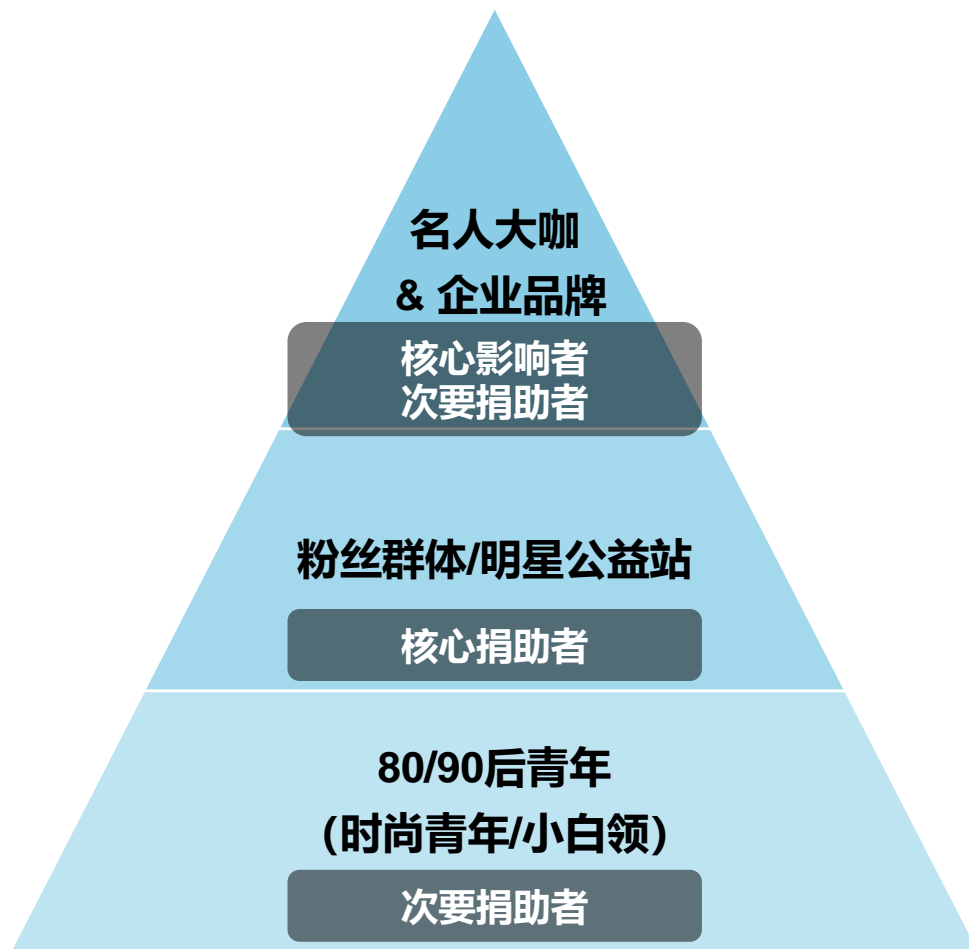 名人大咖
& 企业品牌
核心影响者
次要捐助者
粉丝群体/明星公益站
核心捐助者
80/90后青年
（时尚青年/小白领）
次要捐助者